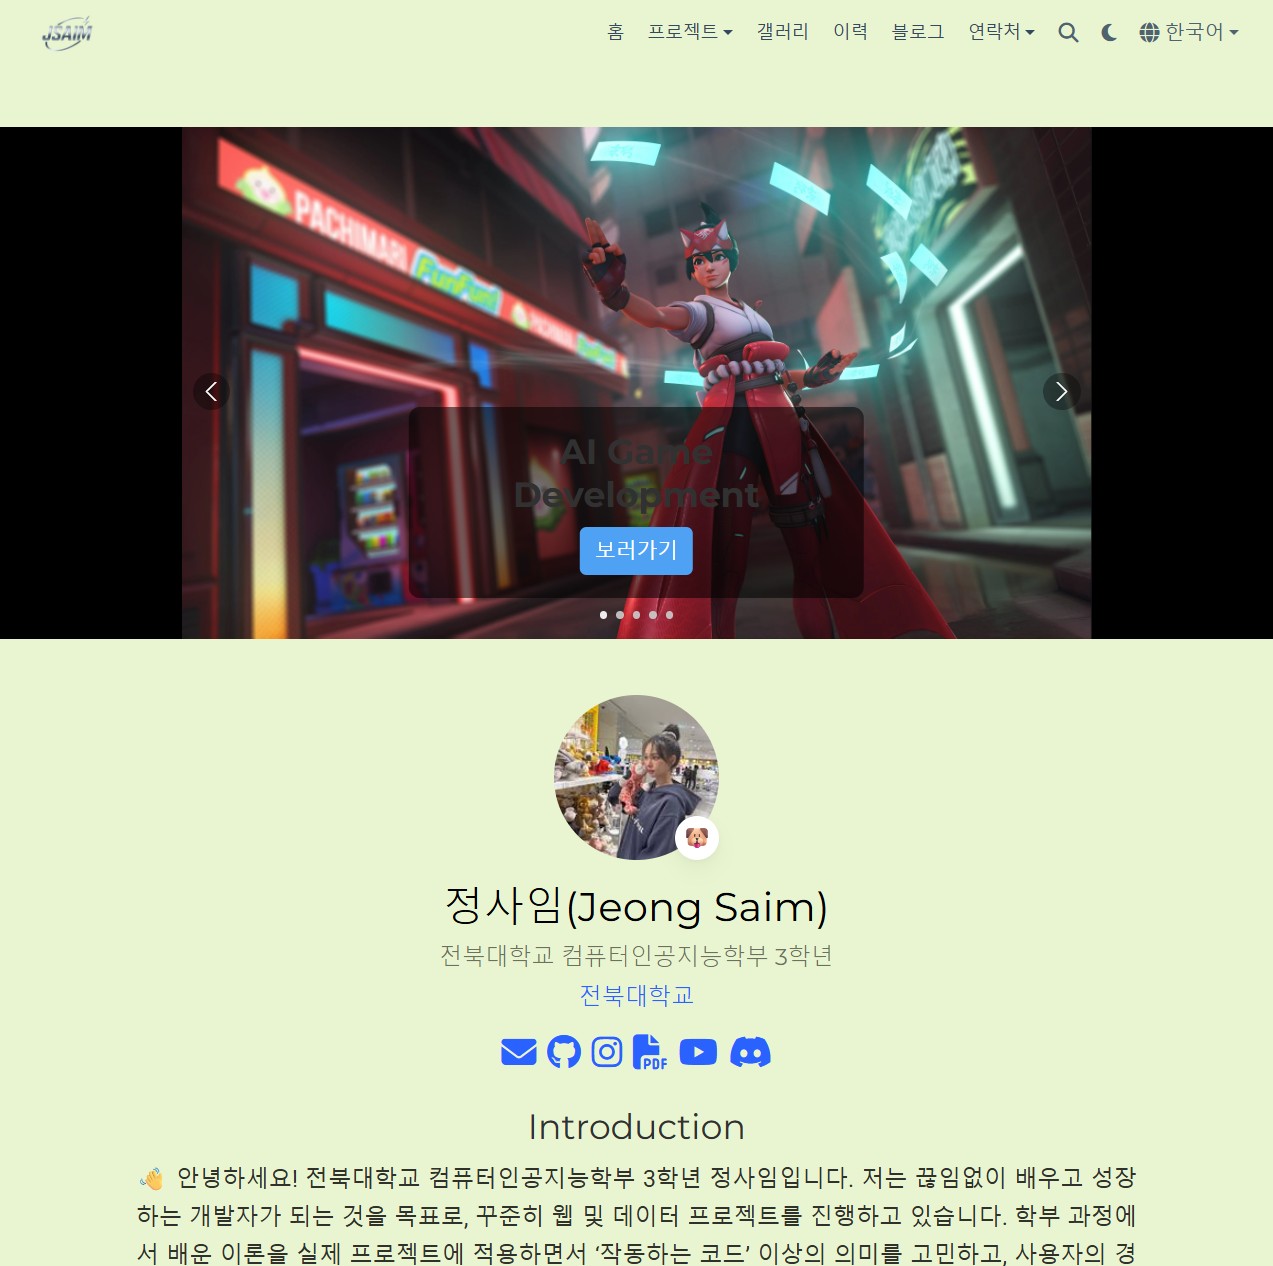 JSAIM
홈 프로젝트 갤러리 이력 블로그 연락처 한국어
PACHIMARI
FunFun!
PACHIMARI
AI Game
Development
보러가기
정사임(Jeong Saim)
전북대학교 컴퓨터인공지능학부 3학년
전북대학교
PDF
Introduction
👋 안녕하세요! 전북대학교 컴퓨터인공지능학부 3학년 정사임입니다. 저는 끊임없이 배우고 성장
하는 개발자가 되는 것을 목표로, 꾸준히 웹 및 데이터 프로젝트를 진행하고 있습니다. 학부 과정에
서 배운 이론을 실제 프로젝트에 적용하면서 ‘작동하는 코드’ 이상의 의미를 고민하고, 사용자의 경